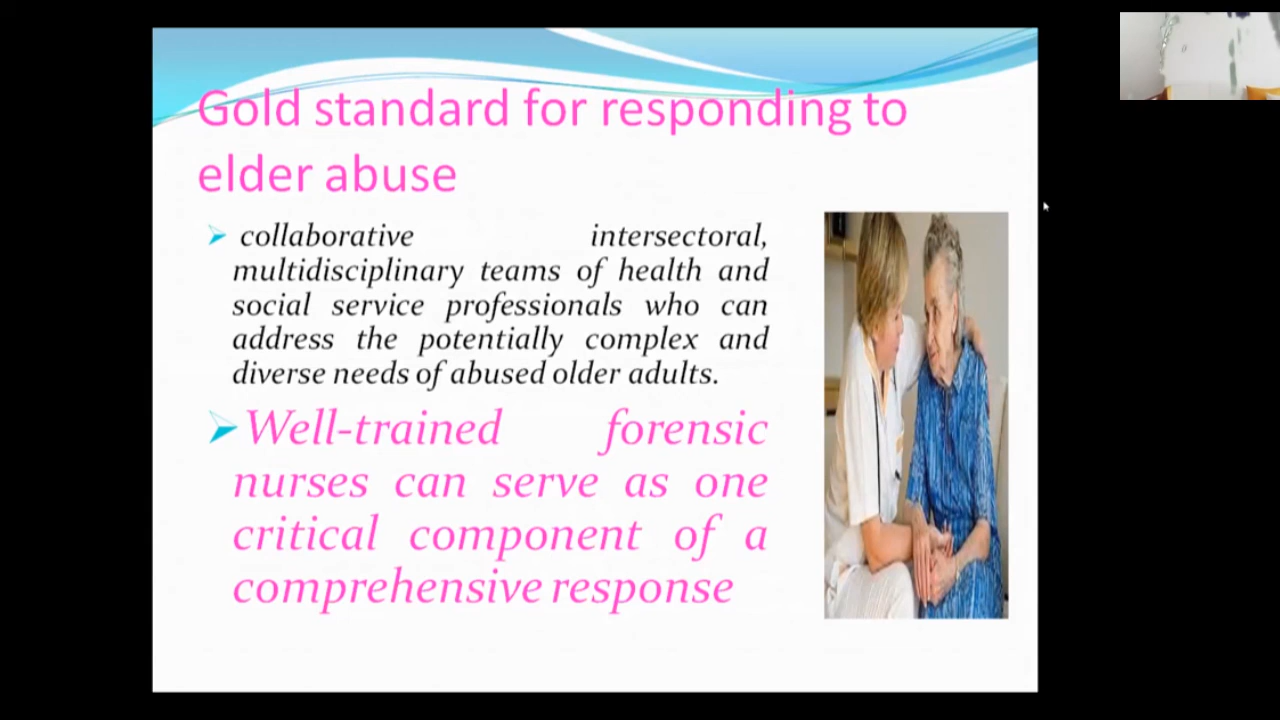 Gold standard for responding to
elder abuse
collaborative intersectoral,
multidisciplinary teams of health and
social service professionals who can
address the potentially complex and
diverse needs of abused older adults.
Well-trained forensic
nurses can serve as one
critical component of a
comprehensive response